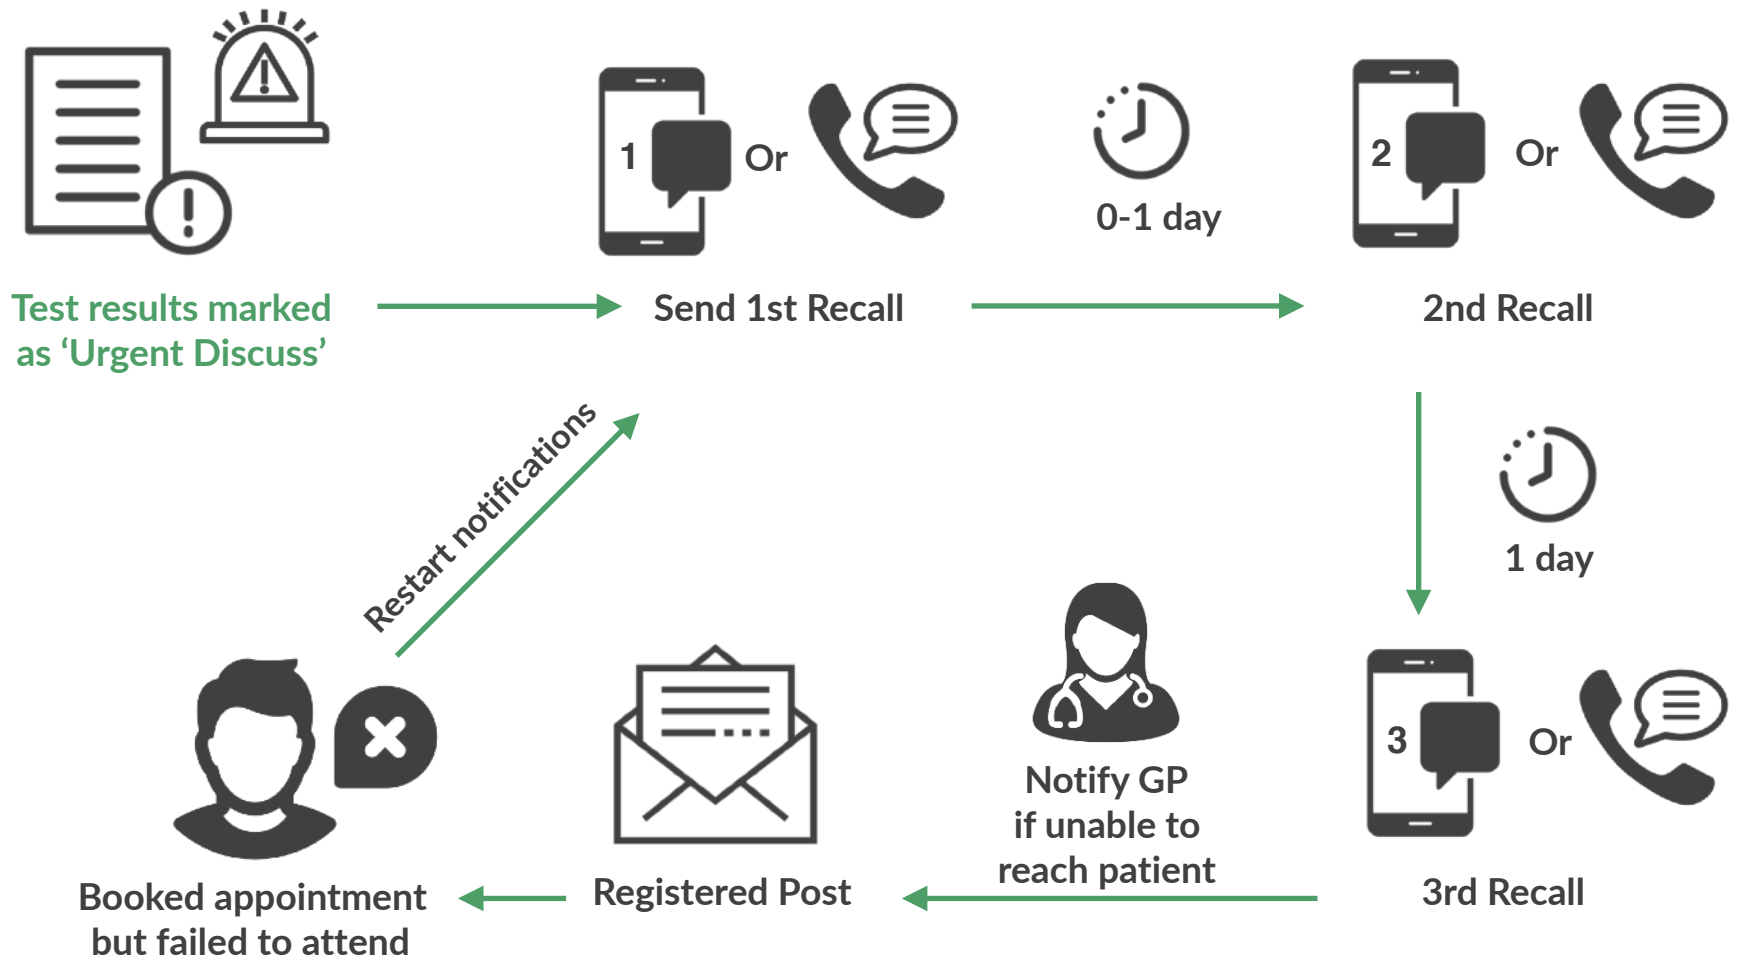 1
Or
0-1 day
2
Or
Test results marked
as ‘Urgent Discuss’
Send 1st Recall
2nd Recall
Restart notifications
1 day
3
Or
Notify GP
if unable to
reach patient
3rd Recall
Registered Post
Booked appointment
but failed to attend